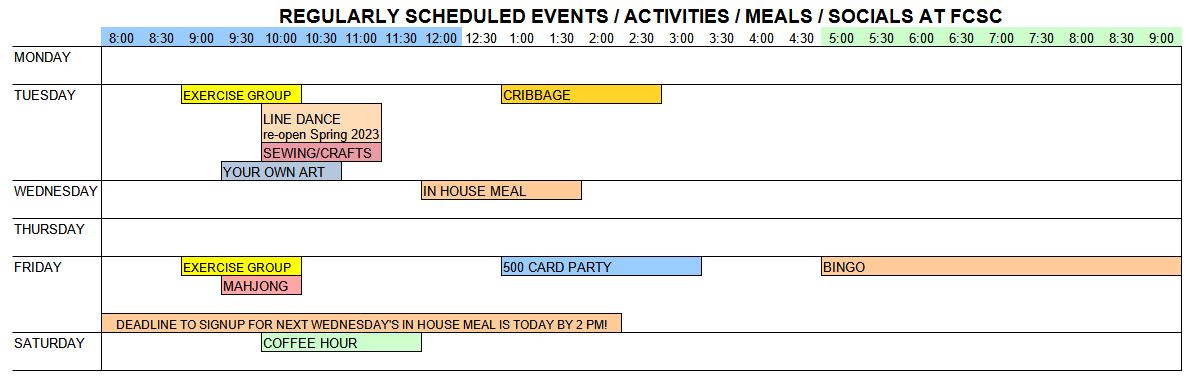 REGULARLY SCHEDULED EVENTS / ACTIVITIES / MEALS / SOCIALS AT FCSC
8:00 8:30 9:00 9:30 10:00 10:30 11:00 11:30 12:00 12:30 1:00 1:30 2:00 2:30 3:00 3:30 4:00 4:30 5:00 5:30 6:00 6:30 7:00 7:30 8:00 8:30 9:00
MONDAY
TUESDAY EXERCISE GROUP CRIBBAGE
LINE DANCE
re-open Spring 2023
SEWING/CRAFTS
YOUR OWN ART
WEDNESDAY IN HOUSE MEAL
THURSDAY
FRIDAY EXERCISE GROUP 500 CARD PARTY BINGO
MAHJONG
DEADLINE TO SIGNUP FOR NEXT WEDNESDAY'S IN HOUSE MEAL IS TODAY BY 2 PM!
SATURDAY COFFEE HOUR